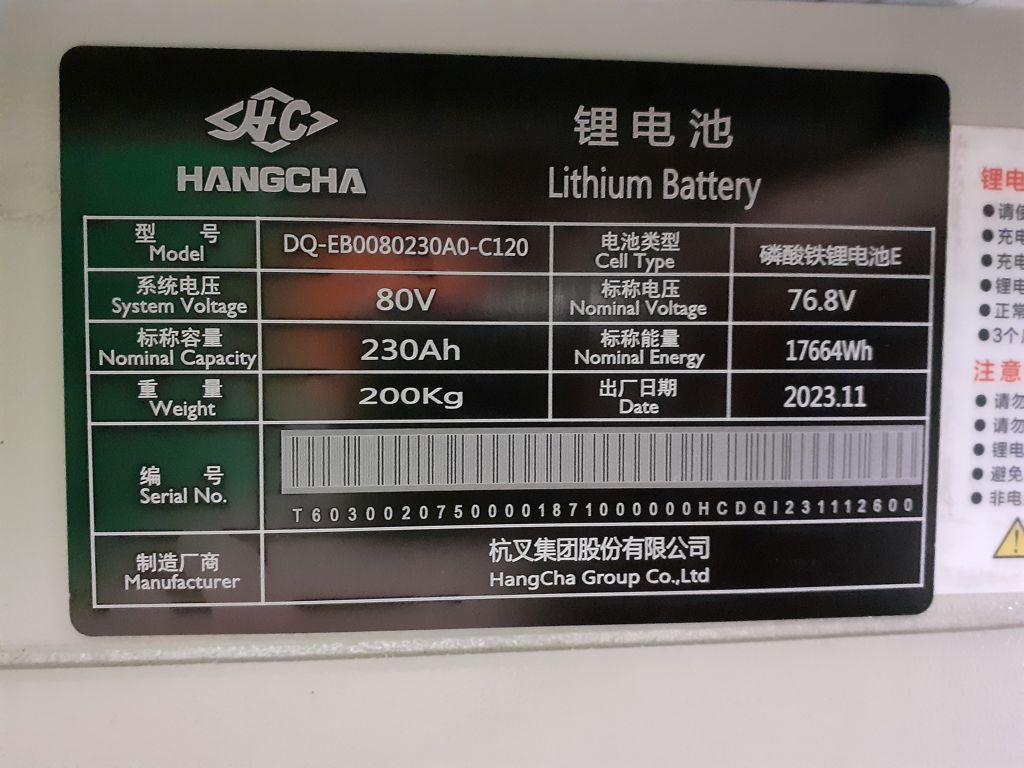 HC
HANGCHA
锂电池
Lithium Battery
型号
Model
DQ-EB0080230A0-C120
电池类型
Cell Type
磷酸铁锂电池E
系统电压
System Voltage
80V
标称电压
Nominal Voltage
76.8V
标称容量
Nominal Capacity
230Ah
标称能量
Nominal Energy
17664Wh
重量
Weight
200Kg
出厂日期
Date
2023.11
编号
Serial No.
T603002075000018710000000HCDQI231112600
制造厂商
Manufacturer
杭叉集团股份有限公司
HangCha Group Co.,Ltd
锂电
●请使
●充电
●充电
●锂电
●正常
●3个月
注意
●请勿
●请勿
●锂电
●避免
●非电